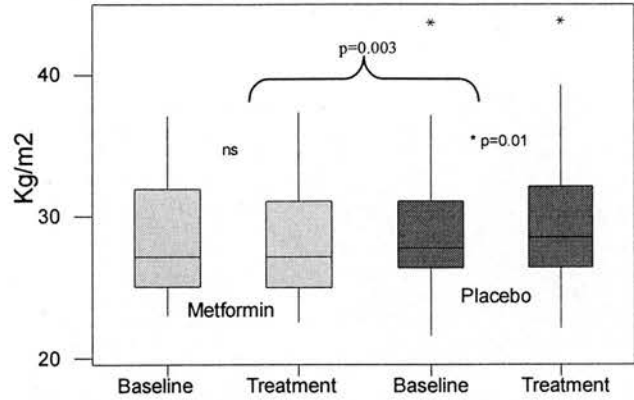 *
*
p=0.003
40
* p=0.01
ns
Kg/m2
30
Placebo
Metformin
20
Baseline Treatment Baseline Treatment